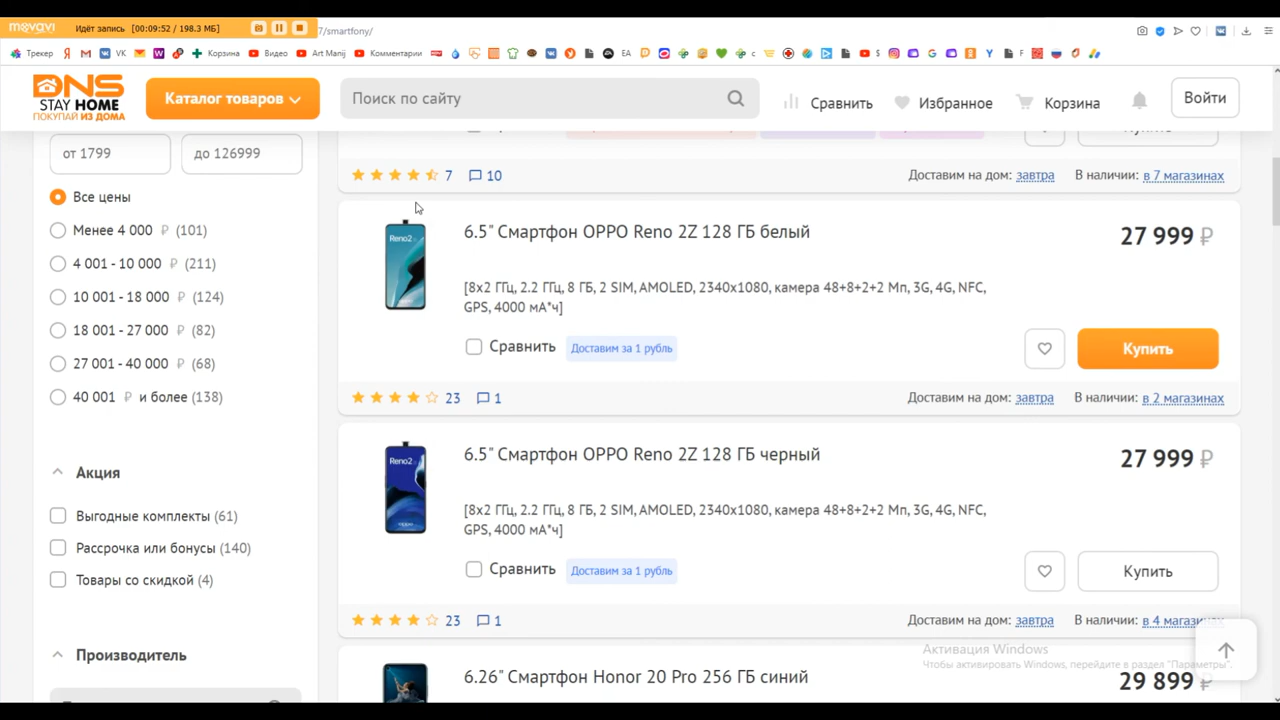 movavi Идёт запись [00:09:52 / 198.3 МБ]
7/smartfony/
Трекер VK Корзина Видео Art Manij Комментарии EA $ F
DNS
STAY HOME
ПОКУПАЙ ИЗ ДОМА
Каталог товаров
Поиск по сайту
Сравнить Избранное Корзина Войти
от 1799 до 126999
Все цены
Менее 4 000 ₽ (101)
4 001 - 10 000 ₽ (211)
10 001 - 18 000 ₽ (124)
18 001 - 27 000 ₽ (82)
27 001 - 40 000 ₽ (68)
40 001 ₽ и более (138)
Акция
Выгодные комплекты (61)
Рассрочка или бонусы (140)
Товары со скидкой (4)
Производитель
7 10 Доставим на дом: завтра В наличии: в 7 магазинах
Reno2
6.5" Смартфон OPPO Reno 2Z 128 ГБ белый
27 999 ₽
[8x2 ГГц, 2.2 ГГц, 8 ГБ, 2 SIM, AMOLED, 2340x1080, камера 48+8+2+2 Мп, 3G, 4G, NFC,
GPS, 4000 мА*ч]
Сравнить Доставим за 1 рубль
Купить
23 1 Доставим на дом: завтра В наличии: в 2 магазинах
Reno2
6.5" Смартфон OPPO Reno 2Z 128 ГБ черный
27 999 ₽
[8x2 ГГц, 2.2 ГГц, 8 ГБ, 2 SIM, AMOLED, 2340x1080, камера 48+8+2+2 Мп, 3G, 4G, NFC,
GPS, 4000 мА*ч]
Сравнить Доставим за 1 рубль
Купить
23 1 Доставим на дом: завтра В наличии: в 4 магазинах
Активация Windows
Чтобы активировать Windows, перейдите в раздел "Параметры".
6.26" Смартфон Honor 20 Pro 256 ГБ синий
29 899 ₽